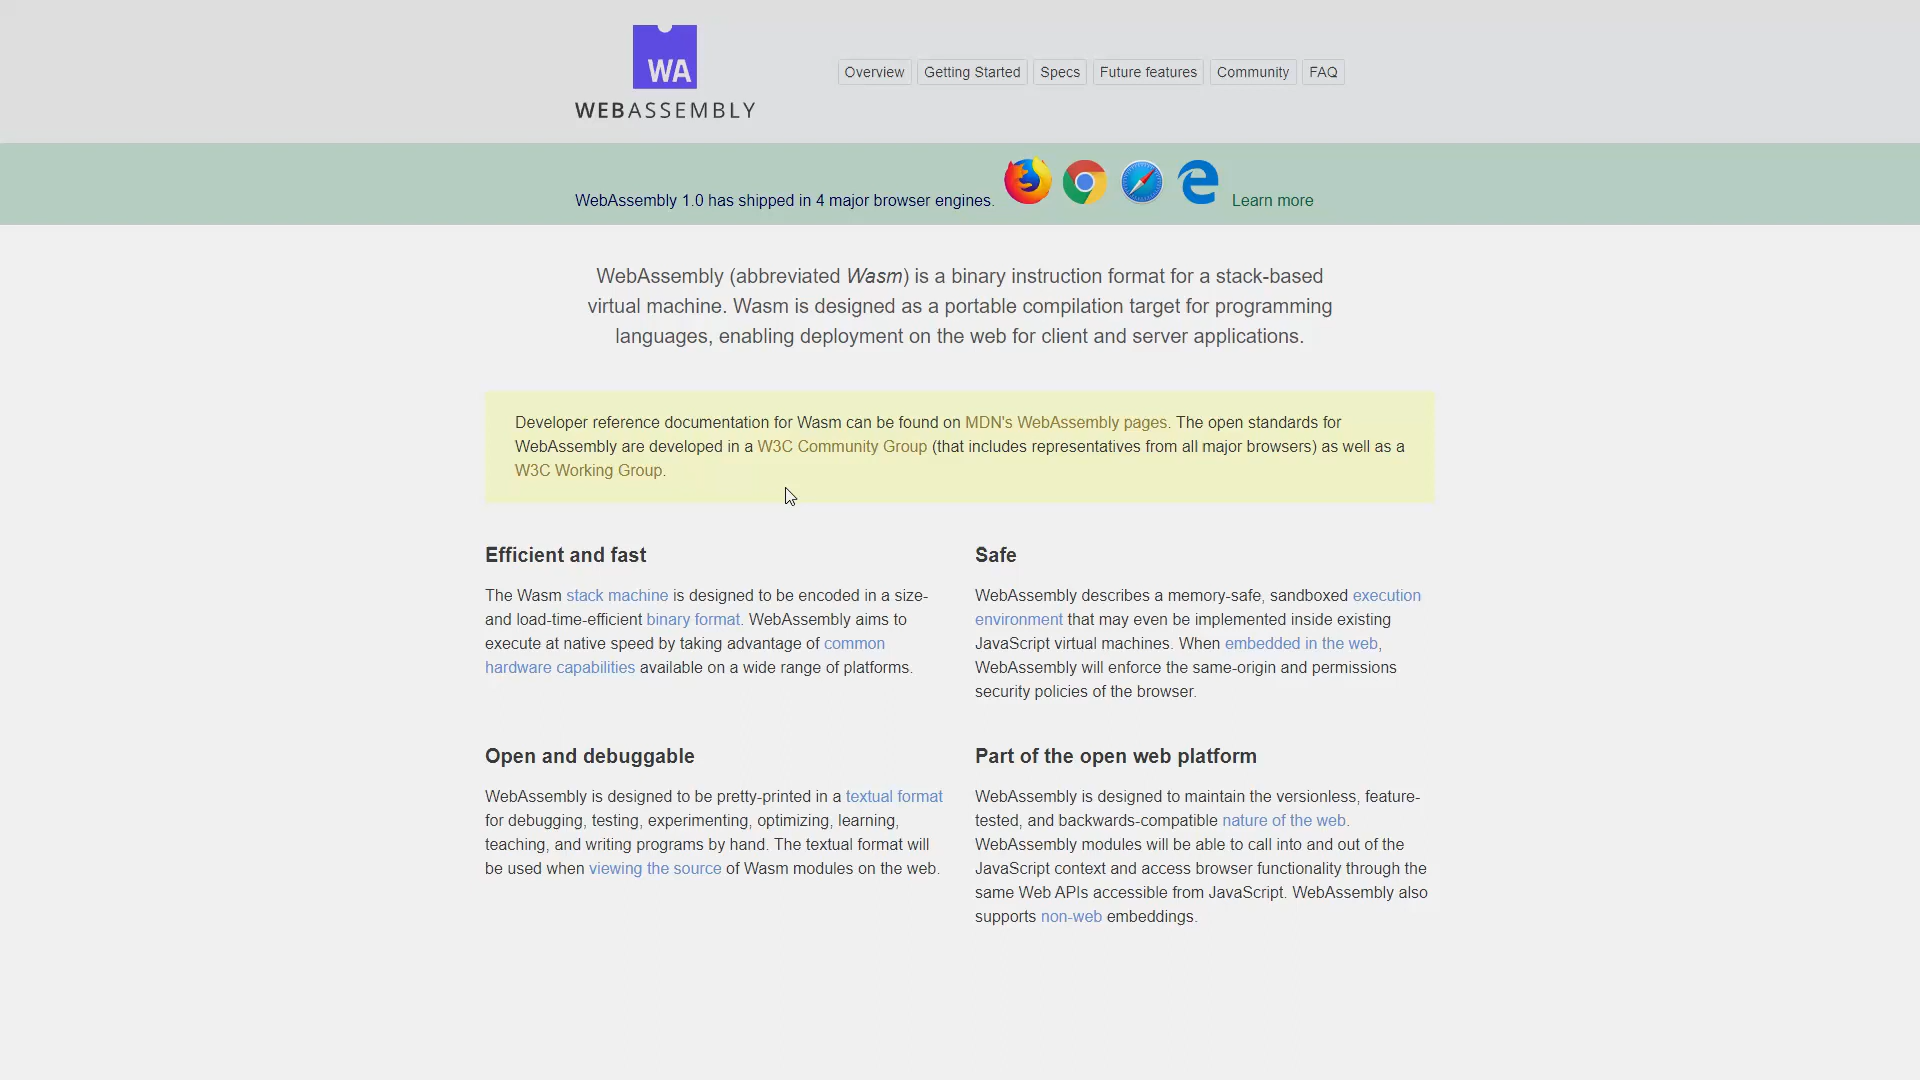 WA
WEBASSEMBLY
Overview Getting Started Specs Future features Community FAQ
WebAssembly 1.0 has shipped in 4 major browser engines. Learn more
WebAssembly (abbreviated Wasm) is a binary instruction format for a stack-based
virtual machine. Wasm is designed as a portable compilation target for programming
languages, enabling deployment on the web for client and server applications.
Developer reference documentation for Wasm can be found on MDN's WebAssembly pages. The open standards for
WebAssembly are developed in a W3C Community Group (that includes representatives from all major browsers) as well as a
W3C Working Group.
Efficient and fast
The Wasm stack machine is designed to be encoded in a size-
and load-time-efficient binary format. WebAssembly aims to
execute at native speed by taking advantage of common
hardware capabilities available on a wide range of platforms.
Safe
WebAssembly describes a memory-safe, sandboxed execution
environment that may even be implemented inside existing
JavaScript virtual machines. When embedded in the web,
WebAssembly will enforce the same-origin and permissions
security policies of the browser.
Open and debuggable
WebAssembly is designed to be pretty-printed in a textual format
for debugging, testing, experimenting, optimizing, learning,
teaching, and writing programs by hand. The textual format will
be used when viewing the source of Wasm modules on the web.
Part of the open web platform
WebAssembly is designed to maintain the versionless, feature-
tested, and backwards-compatible nature of the web.
WebAssembly modules will be able to call into and out of the
JavaScript context and access browser functionality through the
same Web APIs accessible from JavaScript. WebAssembly also
supports non-web embeddings.